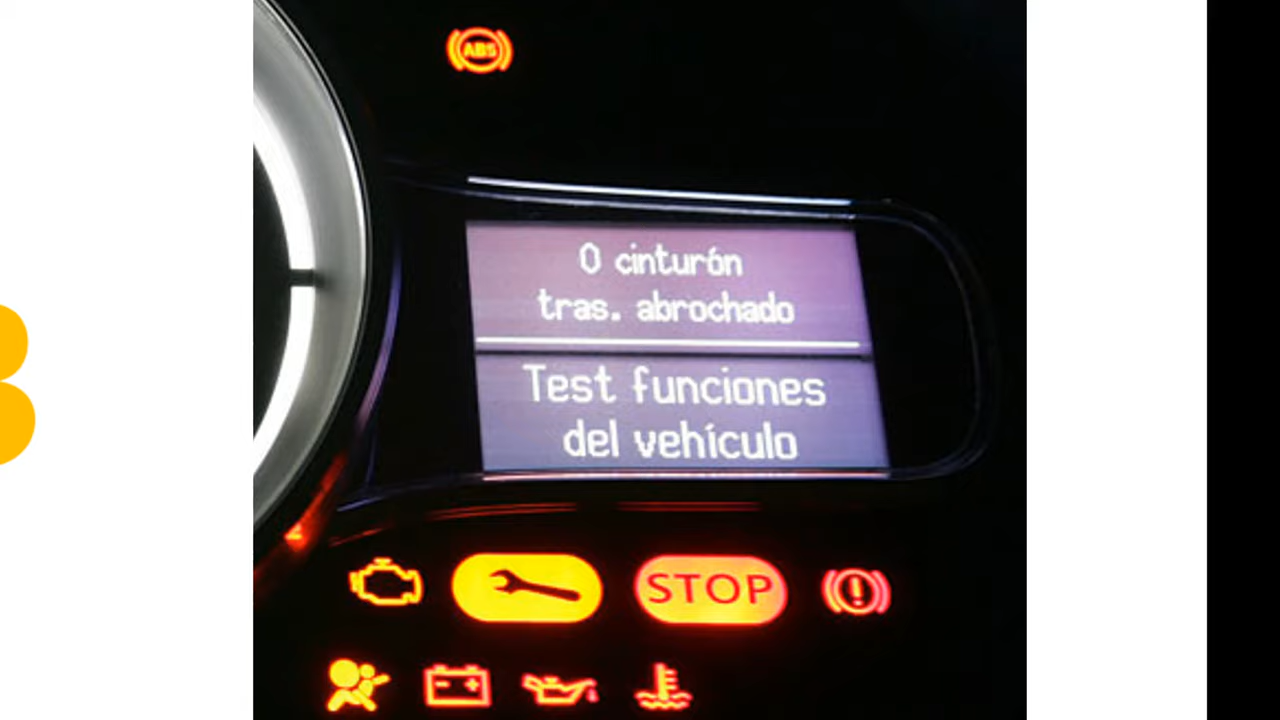 ABS
0 cinturón
tras. abrochado
Test funciones
del vehículo
STOP